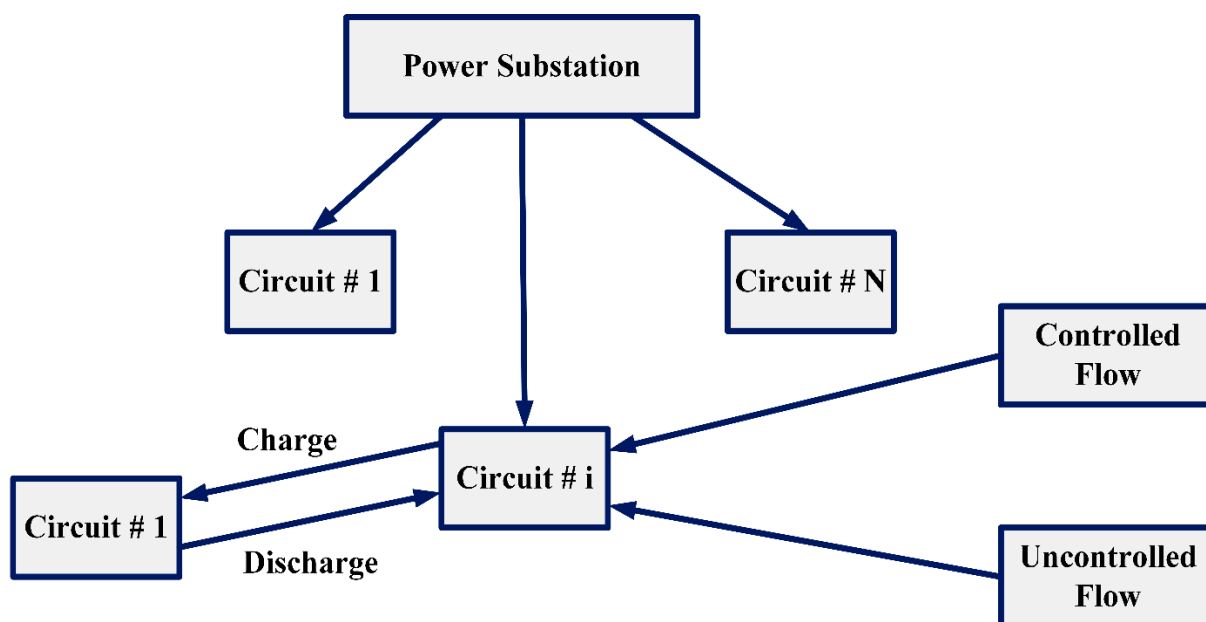 Power Substation
Circuit # 1
Circuit # N
Controlled
Flow
Charge
Circuit # i
Circuit # 1
Discharge
Uncontrolled
Flow